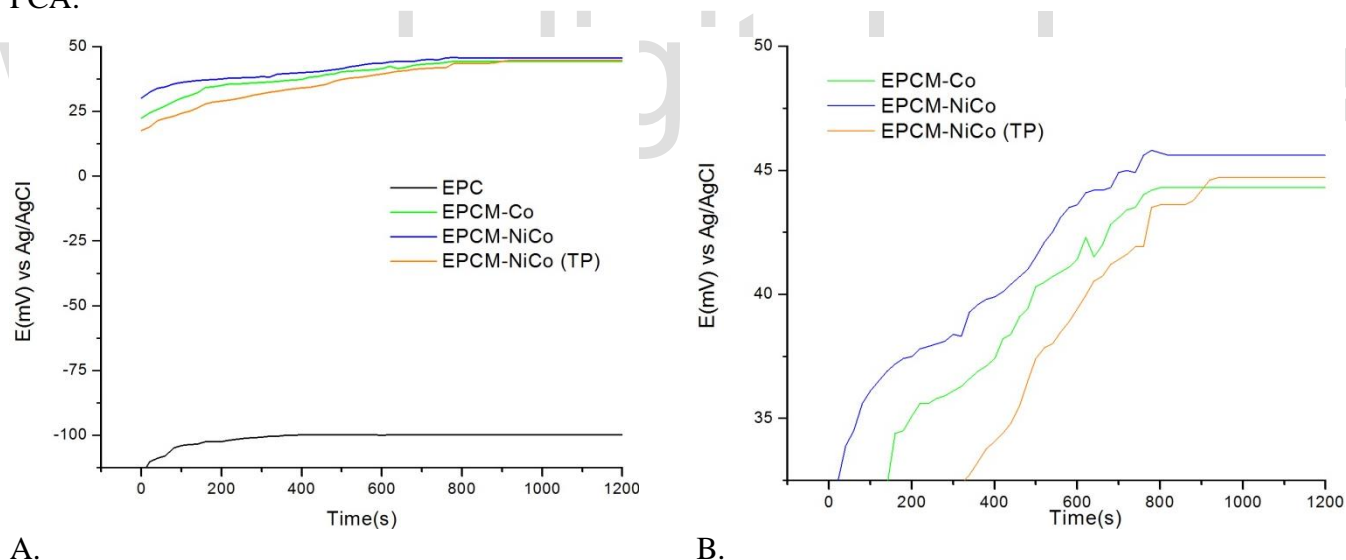 50
25
0
-25
-50
-75
-100
E(mV) vs Ag/AgCl
EPC
EPCM-Co
EPCM-NiCo
EPCM-NiCo (TP)
0 200 400 600 800 1000 1200
Time(s)
A.
50
45
40
35
E(mV) vs Ag/AgCl
EPCM-Co
EPCM-NiCo
EPCM-NiCo (TP)
0 200 400 600 800 1000 1200
Time(s)
B.